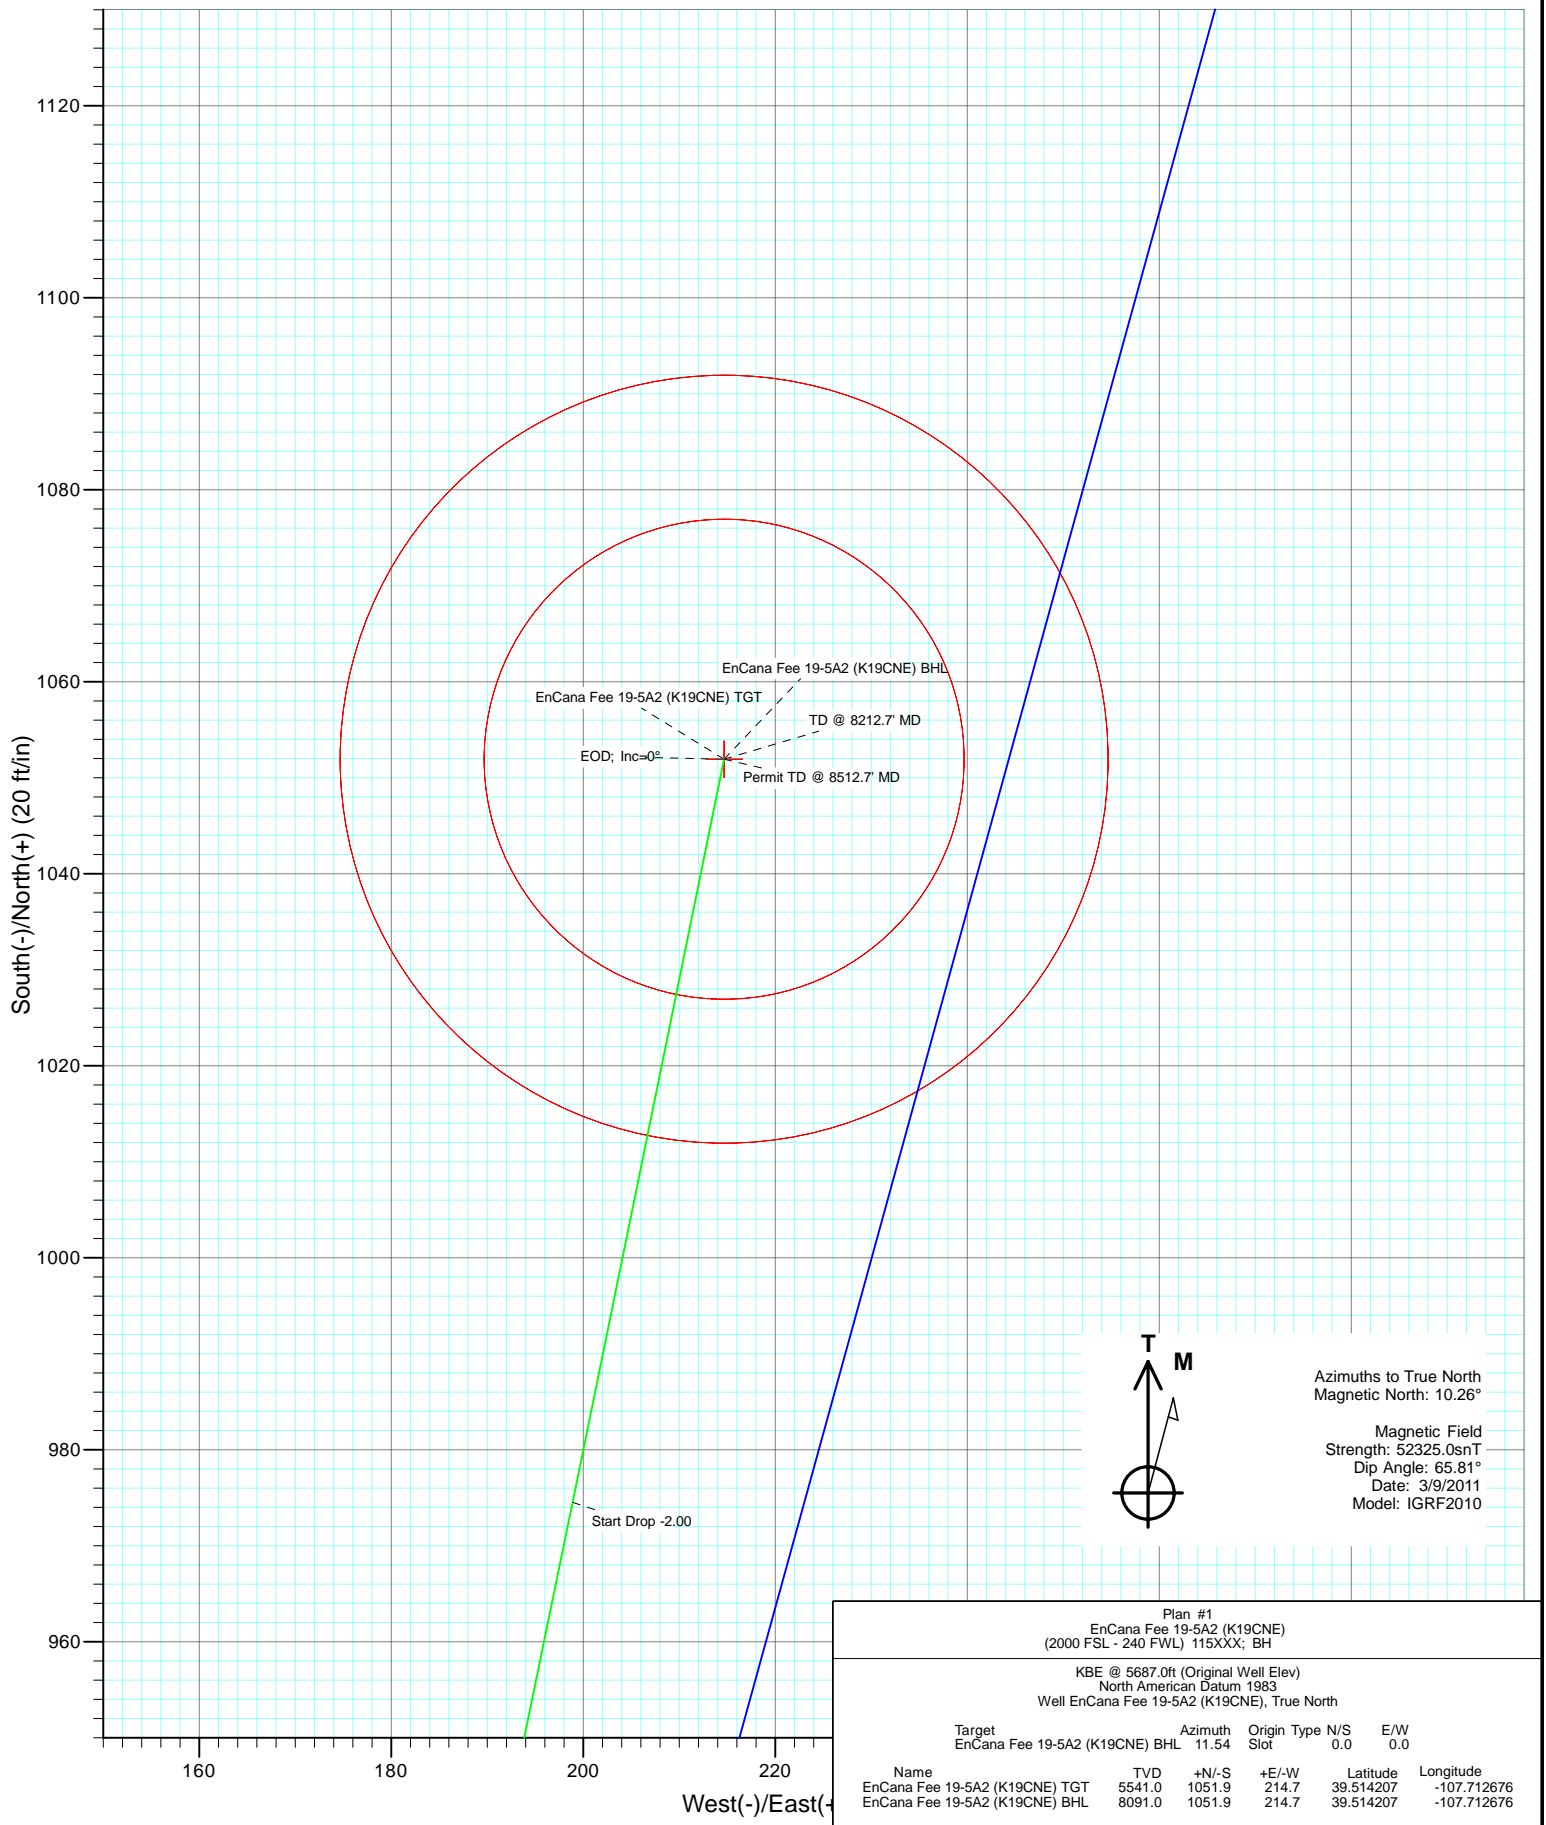 1120
1100
1080
1060
1040
1020
1000
980
960
South(-)/North(+) (20 ft/in)
EnCana Fee 19-5A2 (K19CNE) BHL
EnCana Fee 19-5A2 (K19CNE) TGT
TD @ 8212.7' MD
EOD; Inc=0°
Permit TD @ 8512.7' MD
Start Drop -2.00
T
M
Azimuths to True North
Magnetic North: 10.26°
Magnetic Field
Strength: 52325.0snT
Dip Angle: 65.81°
Date: 3/9/2011
Model: IGRF2010
160
180
200
220
West(-)/East(+
Plan #1
EnCana Fee 19-5A2 (K19CNE)
(2000 FSL - 240 FWL) 115XXX; BH
KBE @ 5687.0ft (Original Well Elev)
North American Datum 1983
Well EnCana Fee 19-5A2 (K19CNE), True North
Target Azimuth Origin Type N/S E/W
EnCana Fee 19-5A2 (K19CNE) BHL 11.54 Slot 0.0 0.0
Name TVD +N/-S +E/-W Latitude Longitude
EnCana Fee 19-5A2 (K19CNE) TGT 5541.0 1051.9 214.7 39.514207 -107.712676
EnCana Fee 19-5A2 (K19CNE) BHL 8091.0 1051.9 214.7 39.514207 -107.712676